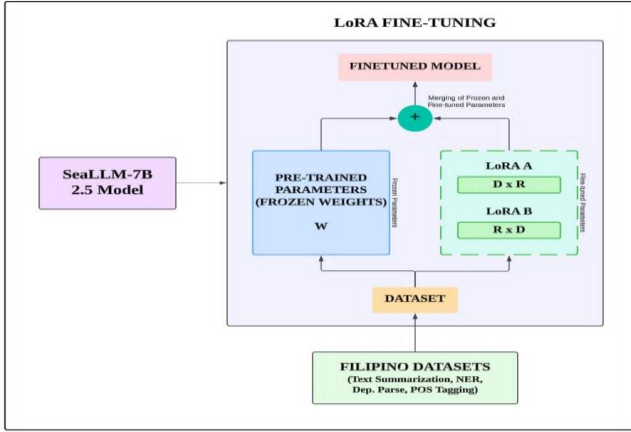 LoRA FINE-TUNING
FINETUNED MODEL
Merging of Frozen and
Fine-tuned Parameters
+
SeaLLM-7B
2.5 Model
PRE-TRAINED
PARAMETERS
(FROZEN WEIGHTS)
W
Frozen Parameters
LoRA A
D x R
LoRA B
R x D
Fine-tuned Parameters
DATASET
FILIPINO DATASETS
(Text Summarization, NER,
Dep. Parse, POS Tagging)